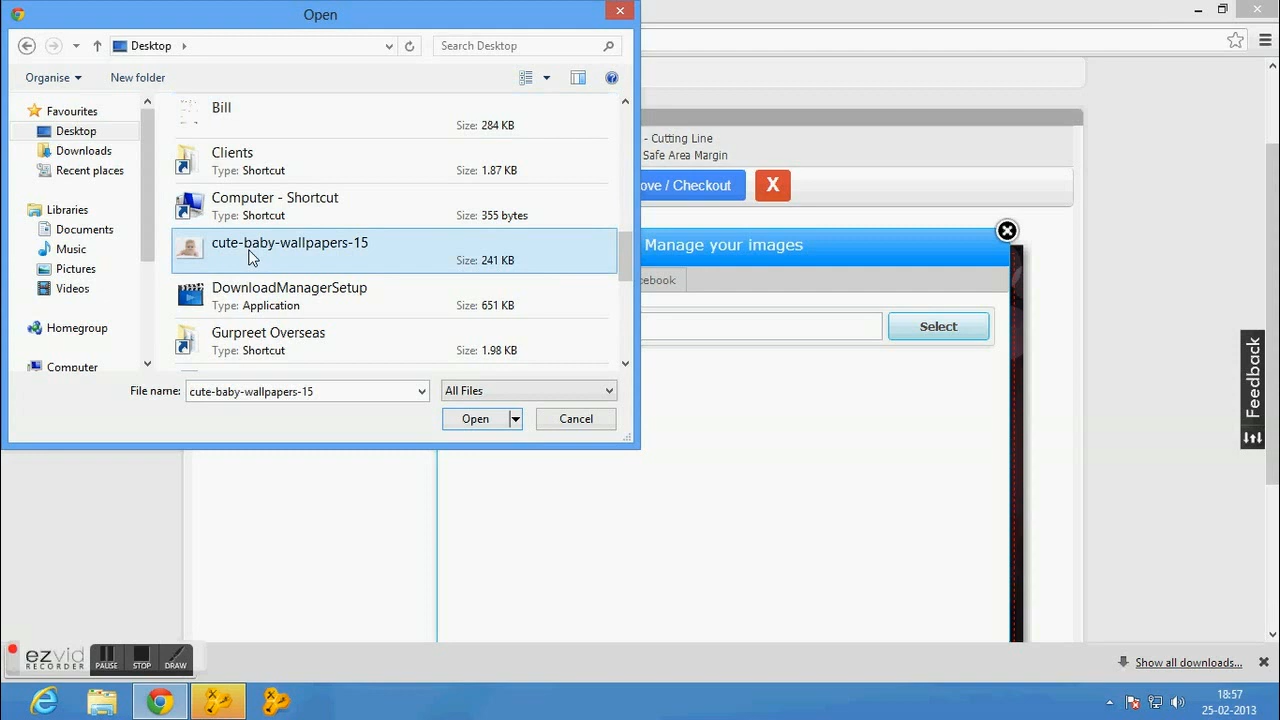 Open
Desktop
Search Desktop
Organise
New folder
Favourites
Desktop
Downloads
Recent places
Libraries
Documents
Music
Pictures
Videos
Homegroup
Computer
Bill
Size: 284 KB
Clients
Type: Shortcut
Size: 1.87 KB
Computer - Shortcut
Type: Shortcut
Size: 355 bytes
cute-baby-wallpapers-15
Size: 241 KB
DownloadManagerSetup
Type: Application
Size: 651 KB
Gurpreet Overseas
Type: Shortcut
Size: 1.98 KB
File name:
cute-baby-wallpapers-15
All Files
Open
Cancel
- Cutting Line
Safe Area Margin
ove / Checkout
X
Manage your images
ebook
Select
Feedback
ezvid
RECORDER
PAUSE
STOP
DRAW
Show all downloads...
18:57
25-02-2013